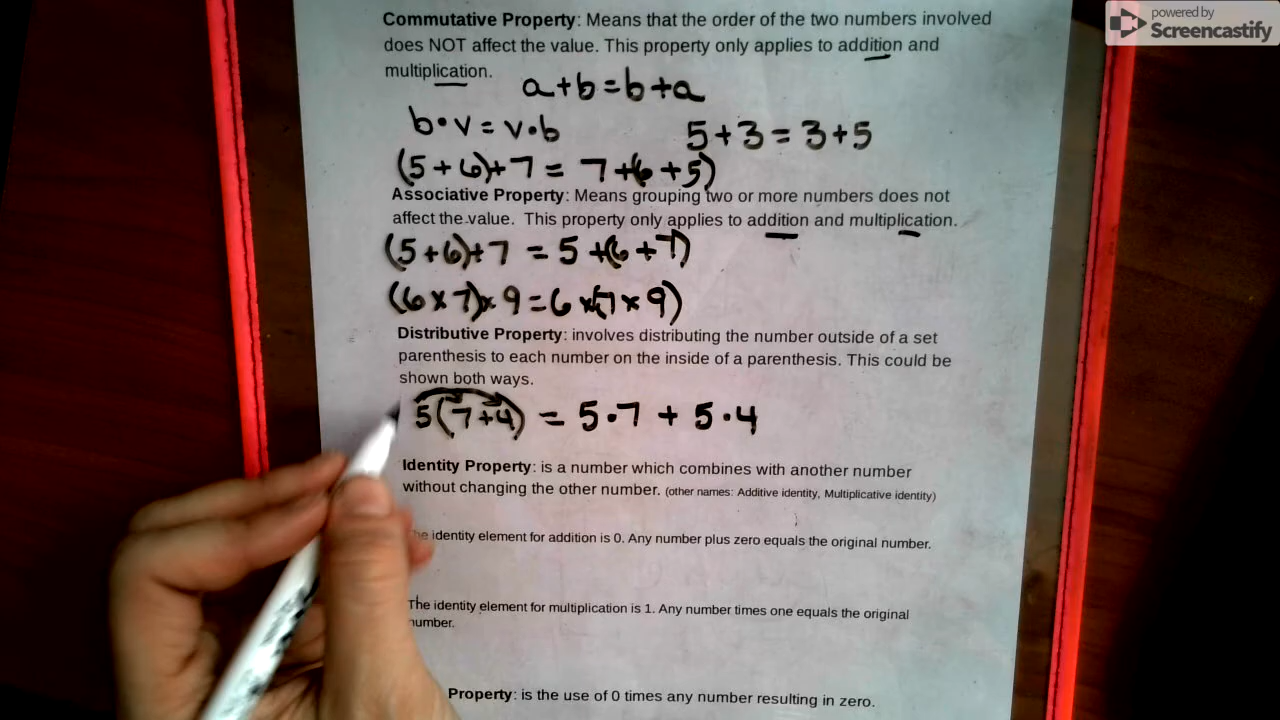 powered by
Screencastify
Commutative Property: Means that the order of the two numbers involved
does NOT affect the value. This property only applies to addition and
multiplication.
a+b=b+a
b•v=v•b
5+3=3+5
(5+6)+7 = 7+(6+5)
Associative Property: Means grouping two or more numbers does not
affect the value. This property only applies to addition and multiplication.
(5+6)+7 = 5+(6+7)
(6×7)×9=6×(7×9)
Distributive Property: involves distributing the number outside of a set
parenthesis to each number on the inside of a parenthesis. This could be
shown both ways.
5(7+4) = 5•7 + 5•4
Identity Property: is a number which combines with another number
without changing the other number. (other names: Additive identity, Multiplicative identity)
identity element for addition is 0. Any number plus zero equals the original number.
The identity element for multiplication is 1. Any number times one equals the original
number.
Property: is the use of 0 times any number resulting in zero.